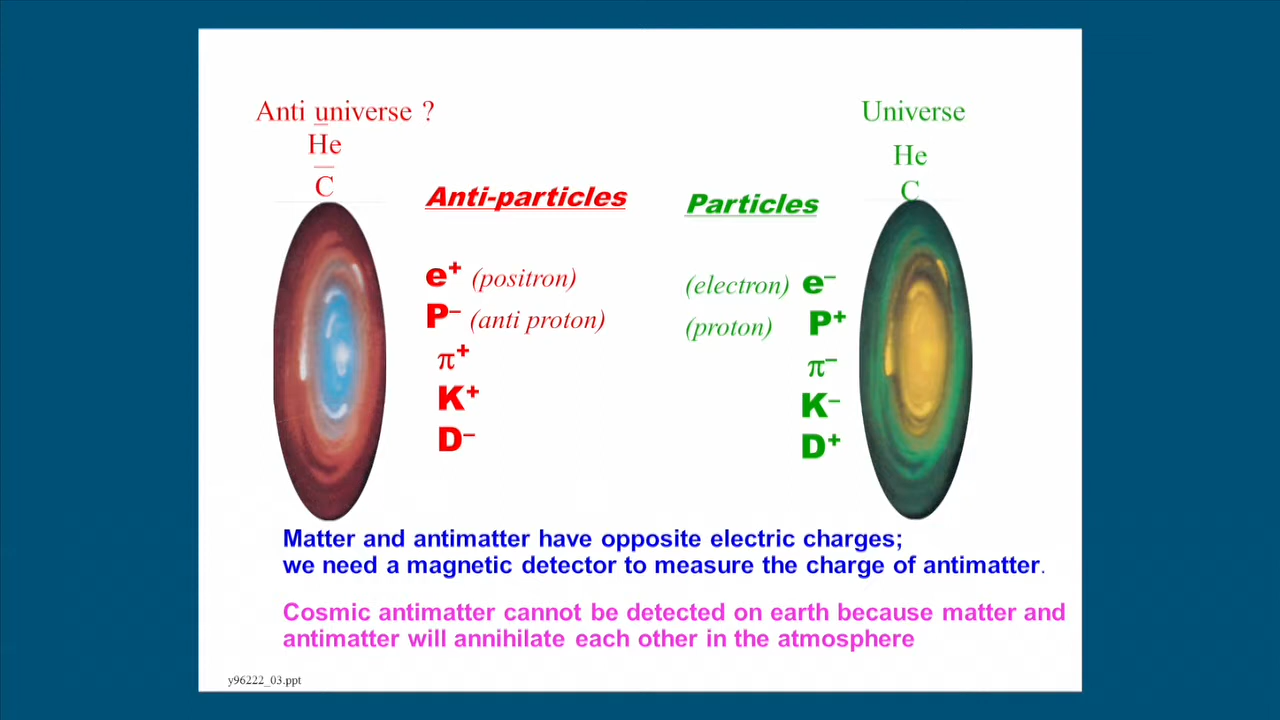 Anti universe ?
H̅e
C̅
Anti-particles
e⁺ (positron)
P⁻ (anti proton)
π⁺
K⁺
D⁻
Universe
He
C
Particles
(electron) e⁻
(proton) P⁺
π⁻
K⁻
D⁺
Matter and antimatter have opposite electric charges;
we need a magnetic detector to measure the charge of antimatter.
Cosmic antimatter cannot be detected on earth because matter and
antimatter will annihilate each other in the atmosphere
y96222_03.ppt